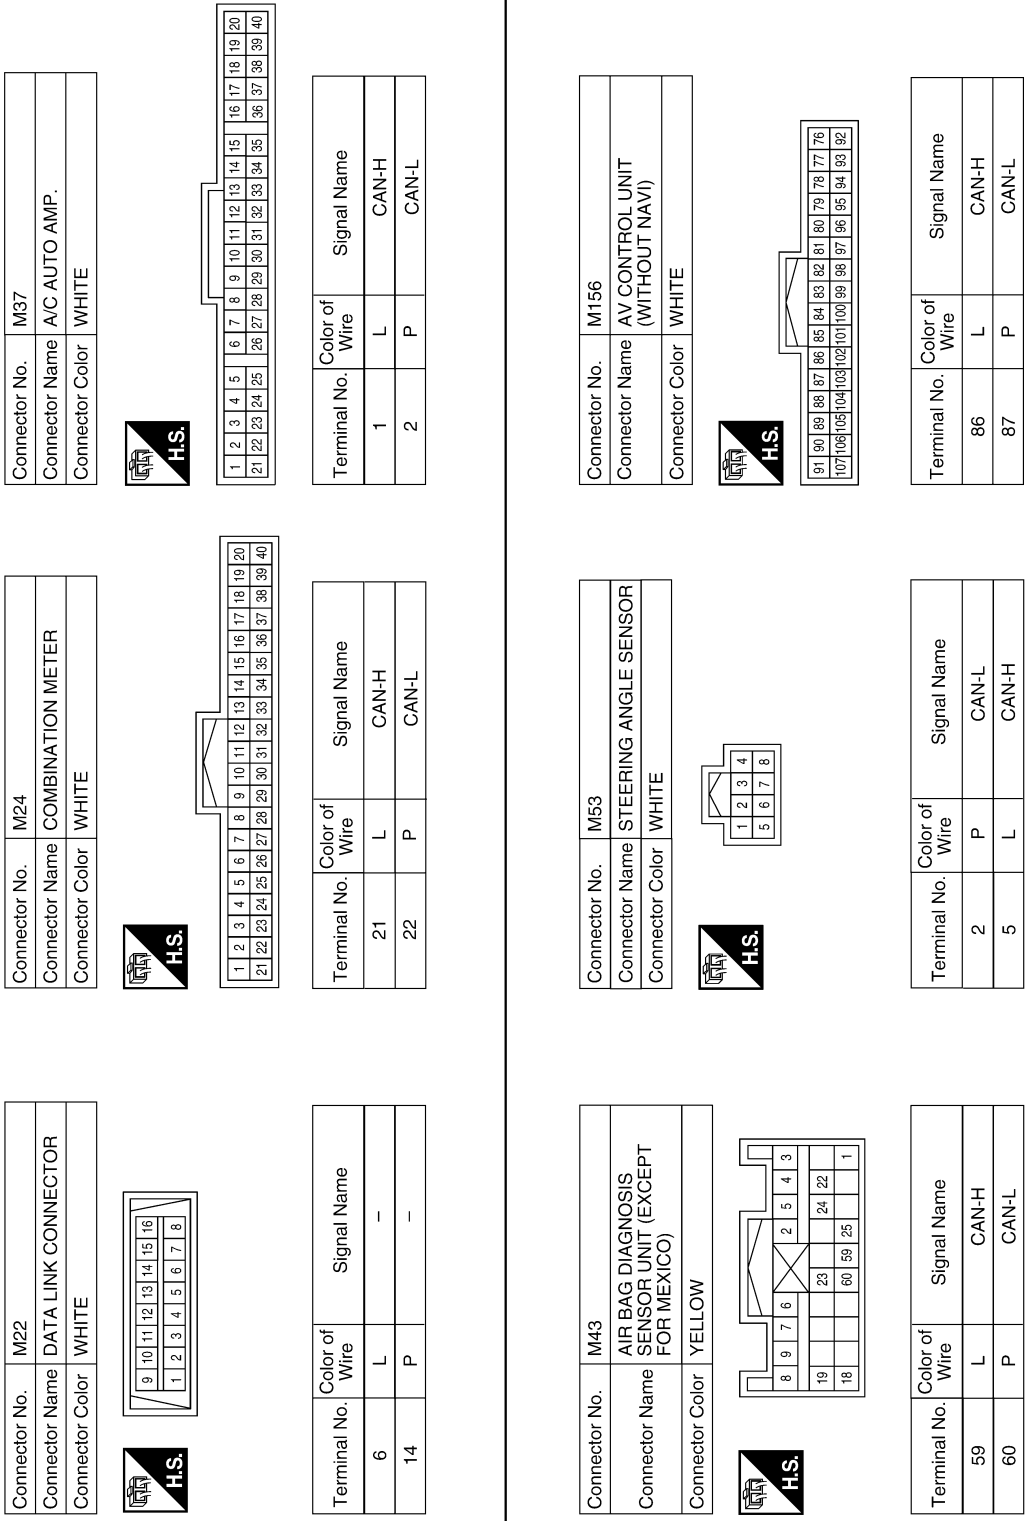 Connector No. M22
Connector Name DATA LINK CONNECTOR
Connector Color WHITE
H.S.
9 10 11 12 13 14 15 16
1 2 3 4 5 6 7 8
Terminal No. Color of Wire Signal Name
6 L –
14 P –
Connector No. M24
Connector Name COMBINATION METER
Connector Color WHITE
H.S.
1 2 3 4 5 6 7 8 9 10 11 12 13 14 15 16 17 18 19 20
21 22 23 24 25 26 27 28 29 30 31 32 33 34 35 36 37 38 39 40
Terminal No. Color of Wire Signal Name
21 L CAN-H
22 P CAN-L
Connector No. M37
Connector Name A/C AUTO AMP.
Connector Color WHITE
H.S.
1 2 3 4 5 6 7 8 9 10 11 12 13 14 15 16 17 18 19 20
21 22 23 24 25 26 27 28 29 30 31 32 33 34 35 36 37 38 39 40
Terminal No. Color of Wire Signal Name
1 L CAN-H
2 P CAN-L
Connector No. M43
Connector Name AIR BAG DIAGNOSIS
SENSOR UNIT (EXCEPT
FOR MEXICO)
Connector Color YELLOW
H.S.
8 9 7 6 2 5 4 3
19 23 24 22
18 60 59 25 1
Terminal No. Color of Wire Signal Name
59 L CAN-H
60 P CAN-L
Connector No. M53
Connector Name STEERING ANGLE SENSOR
Connector Color WHITE
H.S.
1 2 3 4
5 6 7 8
Terminal No. Color of Wire Signal Name
2 P CAN-L
5 L CAN-H
Connector No. M156
Connector Name AV CONTROL UNIT
(WITHOUT NAVI)
Connector Color WHITE
H.S.
91 90 89 88 87 86 85 84 83 82 81 80 79 78 77 76
107 106 105 104 103 102 101 100 99 98 97 96 95 94 93 92
Terminal No. Color of Wire Signal Name
86 L CAN-H
87 P CAN-L